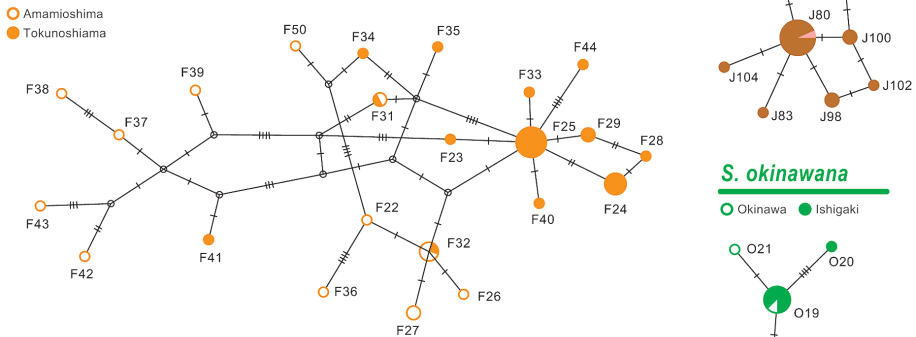 Amamioshima
Tokunoshiama
F50
F34
F35
F44
F33
F39
F38
F31
F37
F25
F29
F28
F23
F24
F43
F22
F40
F41
F32
F42
F36
F26
F27
J80
J100
J104
J102
J83
J98
S. okinawana
Okinawa
Ishigaki
O21
O20
O19